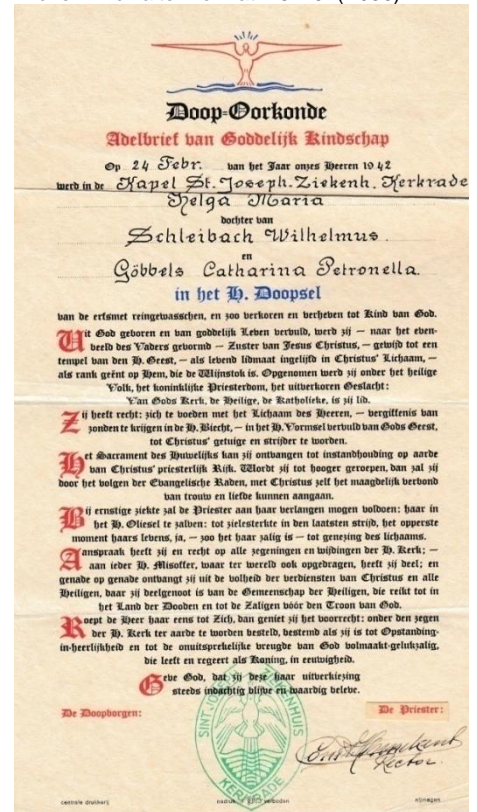 Doop-Oorkonde
Adelbrief van Goddelijk Kindschap
Op 24 Febr. van het Jaar onzes Heeren 1942
werd in de Kapel St. Joseph-Ziekenh. Kerkrade
Helga Maria
dochter van
Schleibach Wilhelmus.
en
Göbbels Catharina Petronella.
in het H. Doopsel
van de erfsmet reingewasschen, en zoo verkoren en verheven tot Kind van God.
Uit God geboren en van goddelijk Leven vervuld, werd zij — naar het even-
beeld des Vaders gevormd — Zuster van Jesus Christus, — gewijd tot een
tempel van den H. Geest, — als levend lidmaat ingelijfd in Christus' Lichaam, —
als rank geënt op Hem, die de Wijnstok is. Opgenomen werd zij onder het heilige
Volk, het koninklijke Priesterdom, het uitverkoren Geslacht:
Van Gods Kerk, de Heilige, de Katholieke, is zij lid.
Zij heeft recht: zich te voeden met het Lichaam des Heeren, — vergiffenis van
zonden te krijgen in de H. Biecht, — in het H. Vormsel vervuld van Gods Geest,
tot Christus' getuige en strijder te worden.
Het Sacrament des Huwelijks kan zij ontvangen tot instandhouding op aarde
van Christus' priesterlijk Rijk. Wordt zij tot hooger geroepen, dan zal zij
door het volgen der Evangelische Raden, met Christus zelf het maagdelijk verbond
van trouw en liefde kunnen aangaan.
Bij ernstige ziekte zal de Priester aan haar verlangen mogen voldoen: haar in
het H. Oliesel te zalven: tot zielesterkte in den laatsten strijd, het opperste
moment haars levens, ja, — zoo het haar zalig is — tot genezing des lichaams.
Aanspraak heeft zij en recht op alle zegeningen en wijdingen der H. Kerk; —
aan ieder H. Misoffer, waar ter wereld ook opgedragen, heeft zij deel; en
genade op genade ontvangt zij uit de volheid der verdiensten van Christus en alle
Heiligen, daar zij deelgenoot is van de Gemeenschap der Heiligen, die reikt tot in
het Land der Dooden en tot de Zaligen vóór den Troon van God.
Roept de Heer haar eens tot Zich, dan geniet zij het voorrecht: onder den zegen
der H. Kerk ter aarde te worden besteld, bestemd als zij is tot Opstanding-
in-heerlijkheid en tot de onuitsprekelijke vreugde van God volmaakt-gelukzalig,
die leeft en regeert als Koning, in eeuwigheid.
Geve God, dat zij deze haar uitverkiezing
steeds indachtig blijve en waardig beleve.
De Doopborgen:
De Priester:
Rector.
SINT JOSEPH ZIEKENHUIS
KERKRADE
centrale drukkerij
nadruk verboden
nijmegen